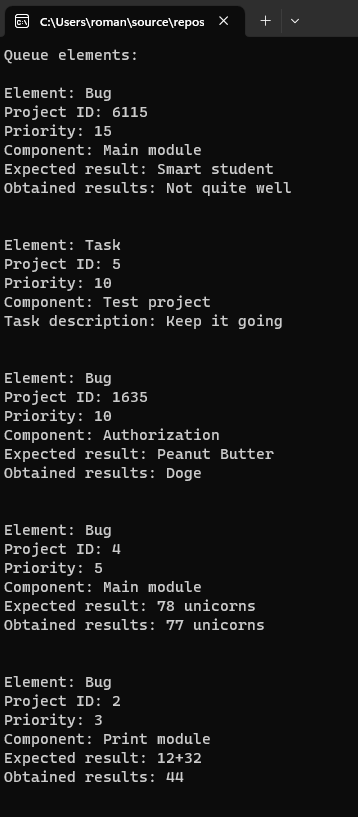 C:\Users\roman\source\repos
Queue elements:
Element: Bug
Project ID: 6115
Priority: 15
Component: Main module
Expected result: Smart student
Obtained results: Not quite well
Element: Task
Project ID: 5
Priority: 10
Component: Test project
Task description: Keep it going
Element: Bug
Project ID: 1635
Priority: 10
Component: Authorization
Expected result: Peanut Butter
Obtained results: Doge
Element: Bug
Project ID: 4
Priority: 5
Component: Main module
Expected result: 78 unicorns
Obtained results: 77 unicorns
Element: Bug
Project ID: 2
Priority: 3
Component: Print module
Expected result: 12+32
Obtained results: 44